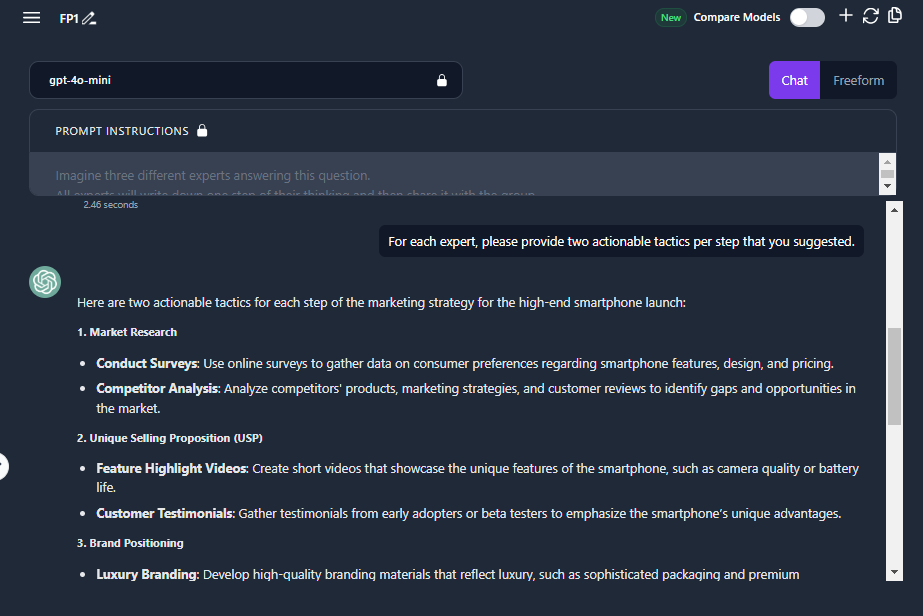 FP1
New Compare Models
gpt-4o-mini
Chat Freeform
PROMPT INSTRUCTIONS
Imagine three different experts answering this question.
All experts will write down one step of their thinking and then share it with the group.
2.46 seconds
For each expert, please provide two actionable tactics per step that you suggested.
Here are two actionable tactics for each step of the marketing strategy for the high-end smartphone launch:
1. Market Research
• Conduct Surveys: Use online surveys to gather data on consumer preferences regarding smartphone features, design, and pricing.
• Competitor Analysis: Analyze competitors' products, marketing strategies, and customer reviews to identify gaps and opportunities in
the market.
2. Unique Selling Proposition (USP)
• Feature Highlight Videos: Create short videos that showcase the unique features of the smartphone, such as camera quality or battery
life.
• Customer Testimonials: Gather testimonials from early adopters or beta testers to emphasize the smartphone's unique advantages.
3. Brand Positioning
• Luxury Branding: Develop high-quality branding materials that reflect luxury, such as sophisticated packaging and premium